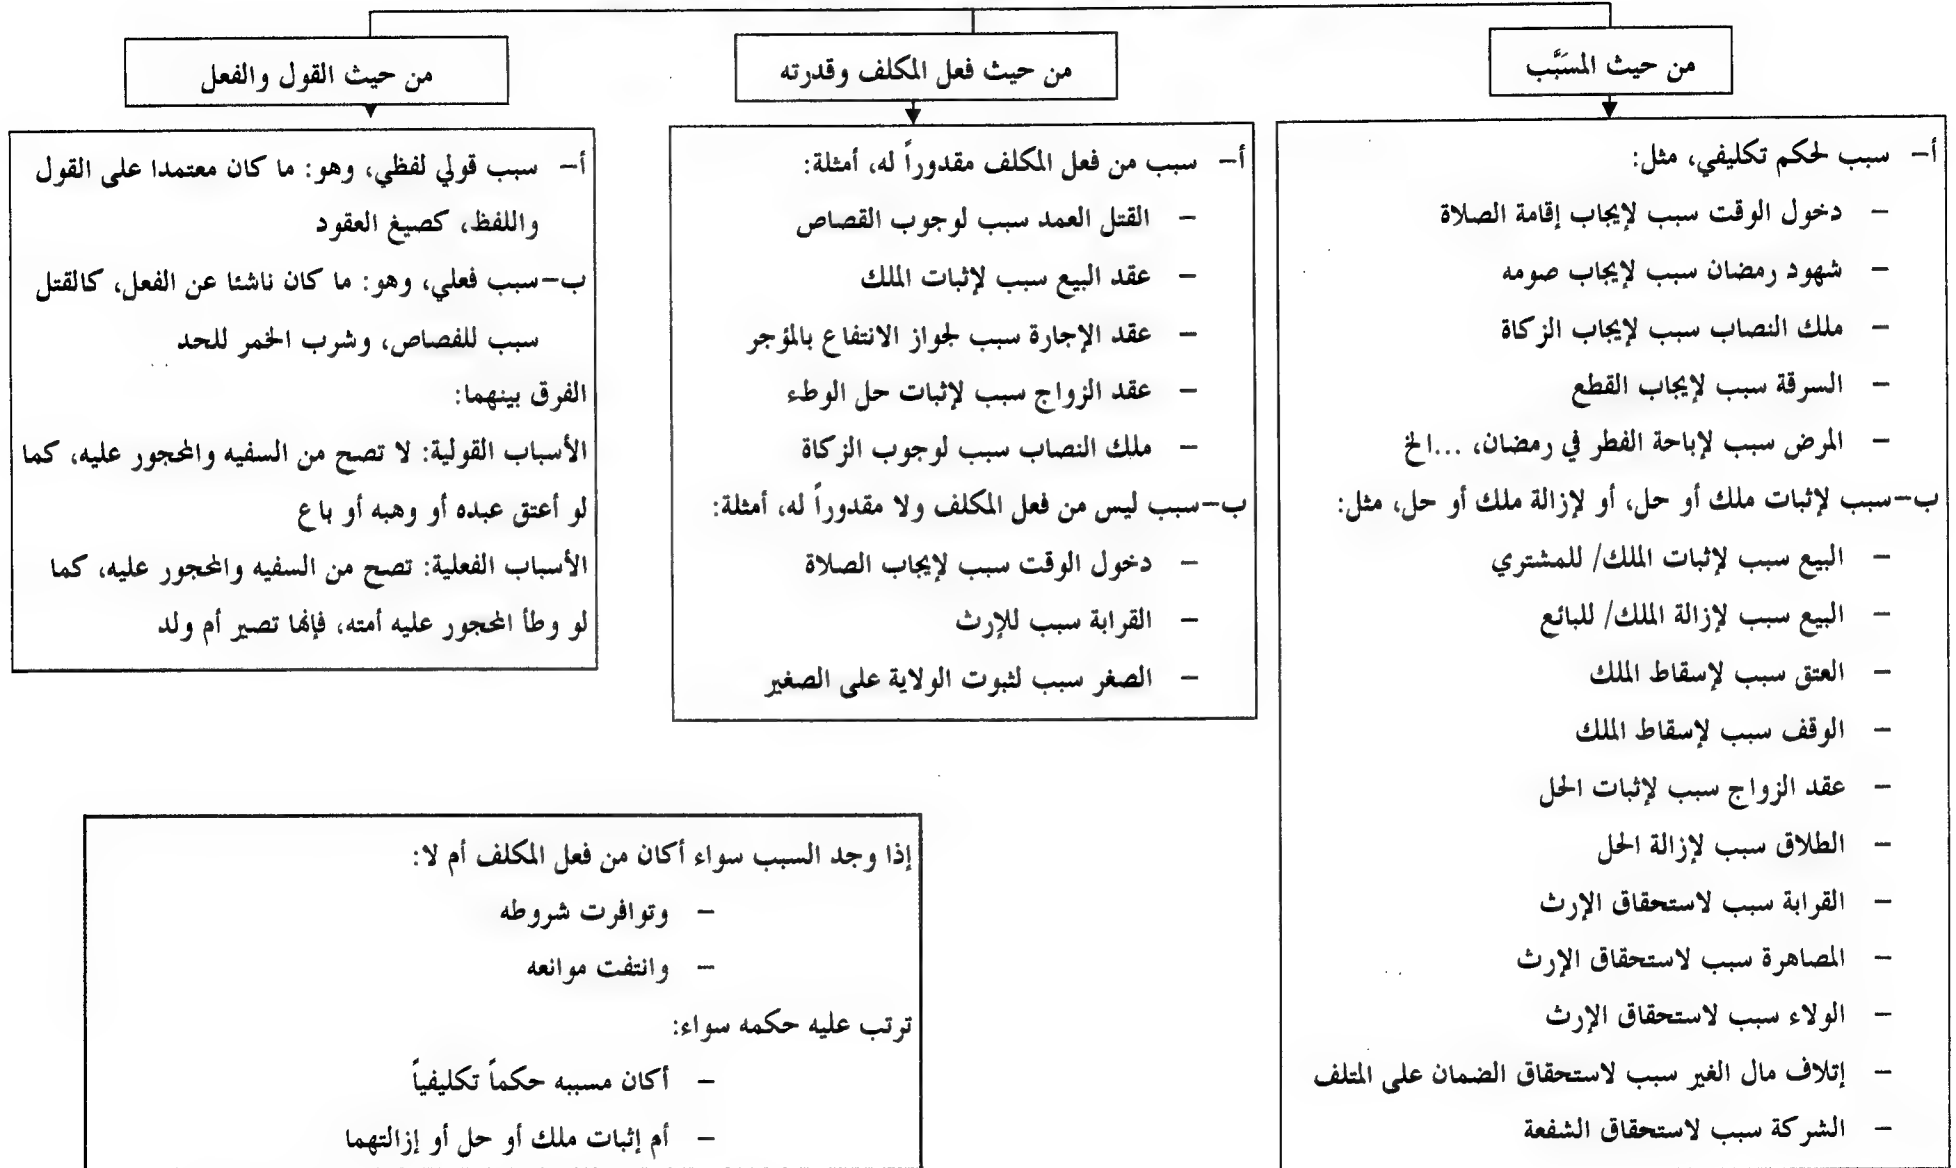 من حيث المسَبَّب
أ- سبب لحكم تكليفي، مثل:
- دخول الوقت سبب لإيجاب إقامة الصلاة
- شهود رمضان سبب لإيجاب صومه
- ملك النصاب سبب لإيجاب الزكاة
- السرقة سبب لإيجاب القطع
- المرض سبب لإباحة الفطر في رمضان، ...الخ
ب-سبب لإثبات ملك أو حل، أو لإزالة ملك أو حل، مثل:
- البيع سبب لإثبات الملك/ للمشتري
- البيع سبب لإزالة الملك/ للبائع
- العتق سبب لإسقاط الملك
- الوقف سبب لإسقاط الملك
- عقد الزواج سبب لإثبات الحل
- الطلاق سبب لإزالة الحل
- القرابة سبب لاستحقاق الإرث
- المصاهرة سبب لاستحقاق الإرث
- الولاء سبب لاستحقاق الإرث
- إتلاف مال الغير سبب لاستحقاق الضمان على المتلف
- الشركة سبب لاستحقاق الشفعة
من حيث فعل المكلف وقدرته
أ- سبب من فعل المكلف مقدوراً له، أمثلة:
- القتل العمد سبب لوجوب القصاص
- عقد البيع سبب لإثبات الملك
- عقد الإجارة سبب لجواز الانتفاع بالمؤجر
- عقد الزواج سبب لإثبات حل الوطء
- ملك النصاب سبب لوجوب الزكاة
ب-سبب ليس من فعل المكلف ولا مقدوراً له، أمثلة:
- دخول الوقت سبب لإيجاب الصلاة
- القرابة سبب للإرث
- الصغر سبب لثبوت الولاية على الصغير
من حيث القول والفعل
أ- سبب قولي لفظي، وهو: ما كان معتمدا على القول
واللفظ، كصيغ العقود
ب-سبب فعلي، وهو: ما كان ناشئا عن الفعل، كالقتل
سبب للفصاص، وشرب الخمر للحد
الفرق بينهما:
الأسباب القولية: لا تصح من السفيه والمحجور عليه، كما
لو أعتق عبده أو وهبه أو باع
الأسباب الفعلية: تصح من السفيه والمحجور عليه، كما
لو وطأ المحجور عليه أمته، فإنها تصير أم ولد
إذا وجد السبب سواء أكان من فعل المكلف أم لا:
- وتوافرت شروطه
- وانتفت موانعه
ترتب عليه حكمه سواء:
- أكان مسببه حكماً تكليفياً
- أم إثبات ملك أو حل أو إزالتهما